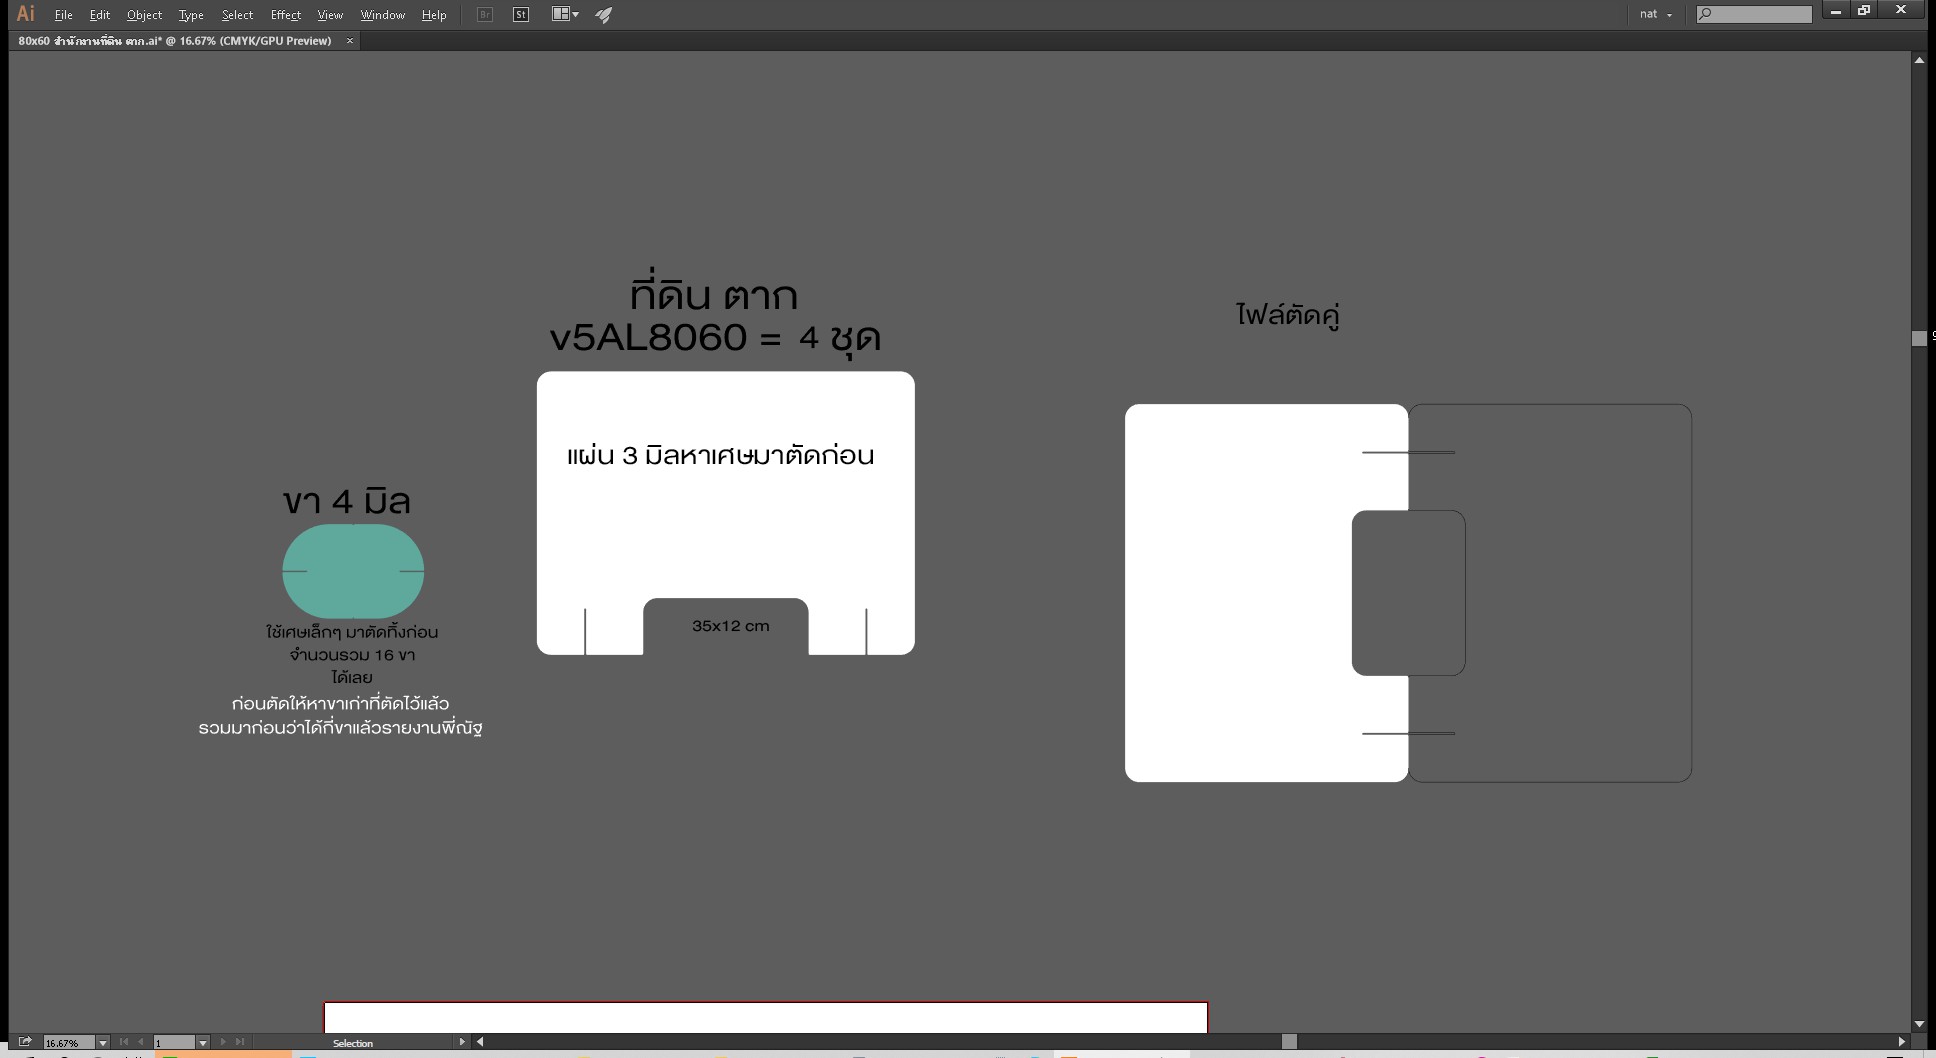 Ai File Edit Object Type Select Effect View Window Help Br St nat
80x60 สำนักงานที่ดิน ตาก.ai* @ 16.67% (CMYK/GPU Preview) ×
ที่ดิน ตาก
v5AL8060 = 4 ชุด
ไฟล์ตัดคู่
แผ่น 3 มิลหาเศษมาตัดก่อน
ขา 4 มิล
35x12 cm
ใช้เศษเล็กๆ มาตัดทิ้งก่อน
จำนวนรวม 16 ขา
ได้เลย
ก่อนตัดให้หาขาเก่าที่ตัดไว้แล้ว
รวมมาก่อนว่าได้กี่ขาแล้วรายงานพี่ณัฐ
16.67% 1 Selection